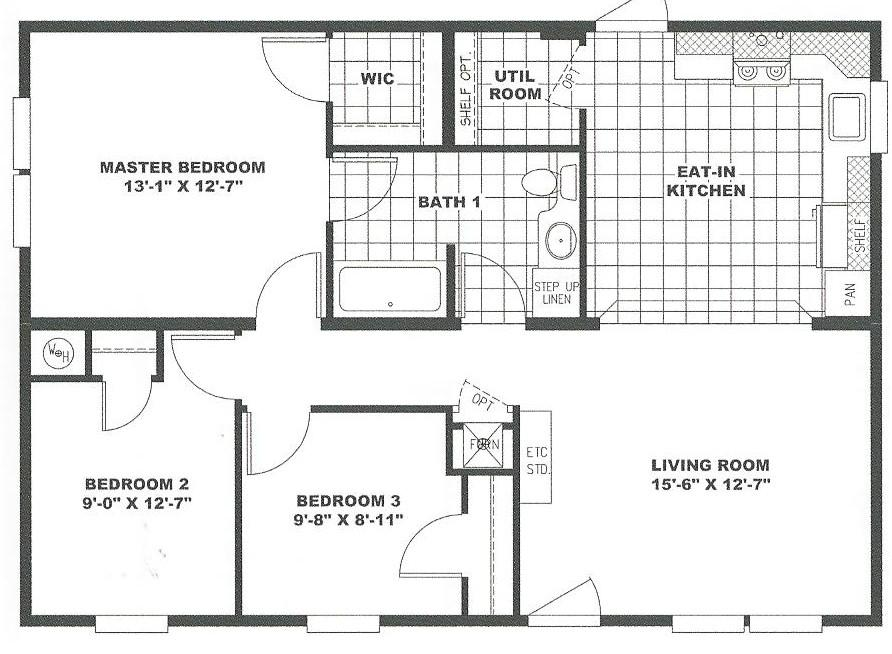 WIC
SHELF OPT.
UTIL
ROOM
OPT
MASTER BEDROOM
13'-1" X 12'-7"
BATH 1
EAT-IN
KITCHEN
SHELF
PAN
STEP UP
LINEN
W H
OPT
FURN
ETC
STD.
BEDROOM 2
9'-0" X 12'-7"
BEDROOM 3
9'-8" X 8'-11"
LIVING ROOM
15'-6" X 12'-7"